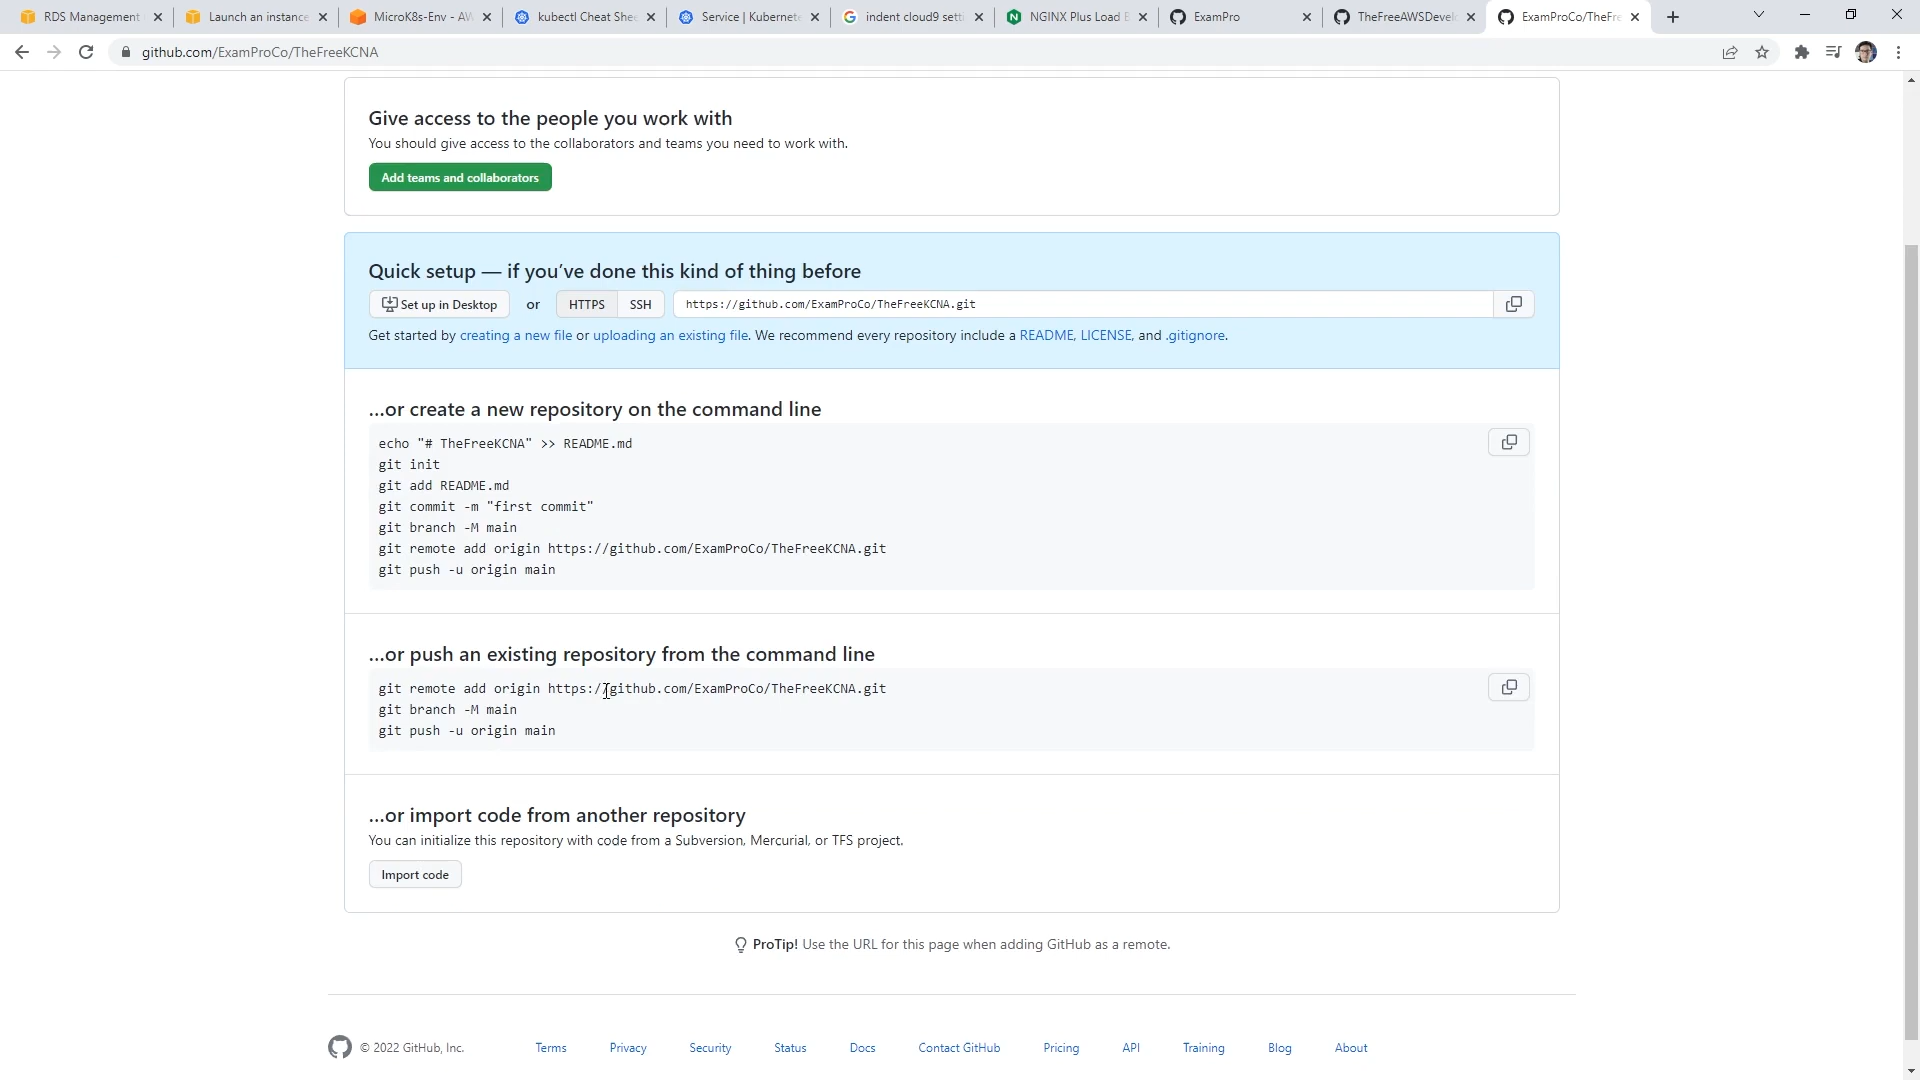 RDS Management
Launch an instance
MicroK8s-Env - AW
kubectl Cheat Shee
Service | Kubernete
indent cloud9 setti
NGINX Plus Load B
ExamPro
TheFreeAWSDevelo
ExamProCo/TheFre
github.com/ExamProCo/TheFreeKCNA
Give access to the people you work with
You should give access to the collaborators and teams you need to work with.
Add teams and collaborators
Quick setup — if you've done this kind of thing before
Set up in Desktop or HTTPS SSH https://github.com/ExamProCo/TheFreeKCNA.git
Get started by creating a new file or uploading an existing file. We recommend every repository include a README, LICENSE, and .gitignore.
…or create a new repository on the command line
echo "# TheFreeKCNA" >> README.md
git init
git add README.md
git commit -m "first commit"
git branch -M main
git remote add origin https://github.com/ExamProCo/TheFreeKCNA.git
git push -u origin main
…or push an existing repository from the command line
git remote add origin https://github.com/ExamProCo/TheFreeKCNA.git
git branch -M main
git push -u origin main
…or import code from another repository
You can initialize this repository with code from a Subversion, Mercurial, or TFS project.
Import code
ProTip! Use the URL for this page when adding GitHub as a remote.
© 2022 GitHub, Inc. Terms Privacy Security Status Docs Contact GitHub Pricing API Training Blog About